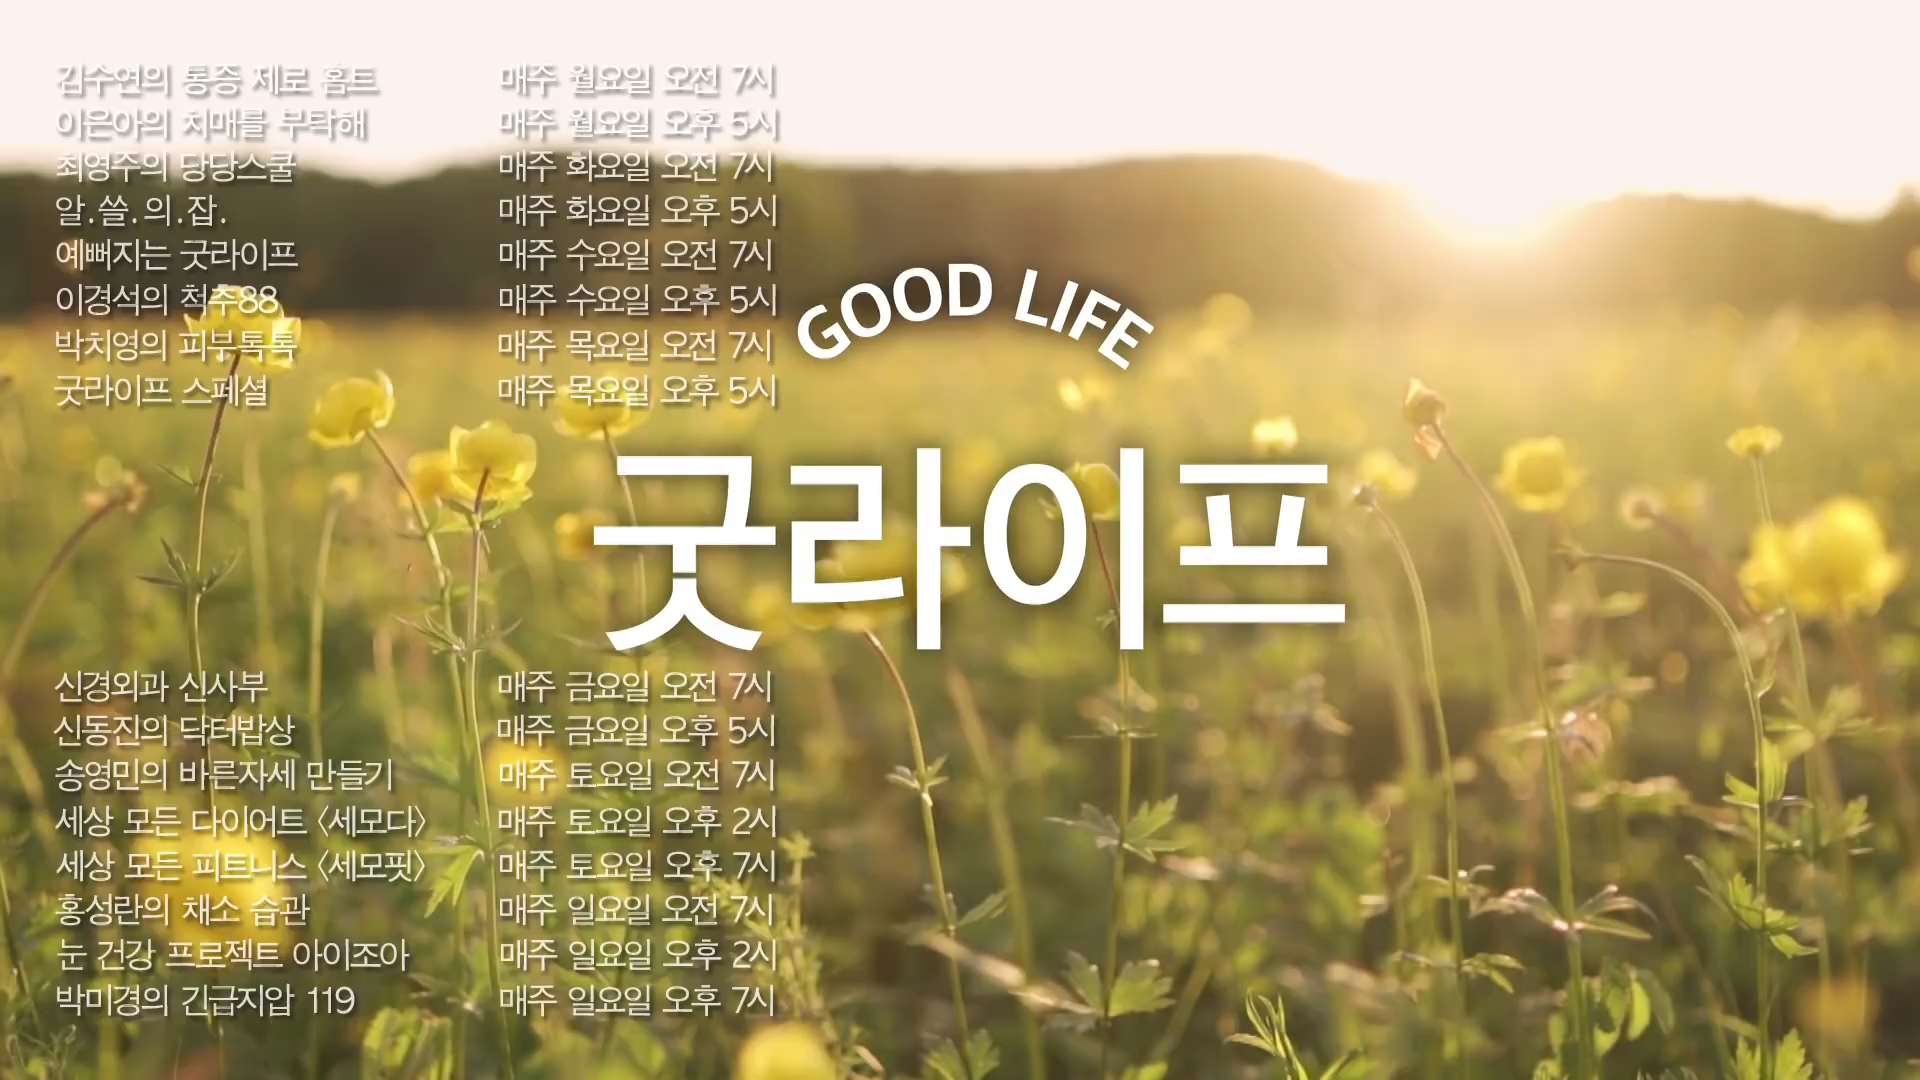 김수연의 통증 제로 홈트 매주 월요일 오전 7시
이은아의 치매를 부탁해 매주 월요일 오후 5시
최영주의 당당스쿨 매주 화요일 오전 7시
알.쓸.의.잡. 매주 화요일 오후 5시
예뻐지는 굿라이프 매주 수요일 오전 7시
이경석의 척주88 매주 수요일 오후 5시
박치영의 피부톡톡 매주 목요일 오전 7시
굿라이프 스페셜 매주 목요일 오후 5시
GOOD LIFE
굿라이프
신경외과 신사부 매주 금요일 오전 7시
신동진의 닥터밥상 매주 금요일 오후 5시
송영민의 바른자세 만들기 매주 토요일 오전 7시
세상 모든 다이어트 〈세모다〉 매주 토요일 오후 2시
세상 모든 피트니스 〈세모핏〉 매주 토요일 오후 7시
홍성란의 채소 습관 매주 일요일 오전 7시
눈 건강 프로젝트 아이조아 매주 일요일 오후 2시
박미경의 긴급지압 119 매주 일요일 오후 7시